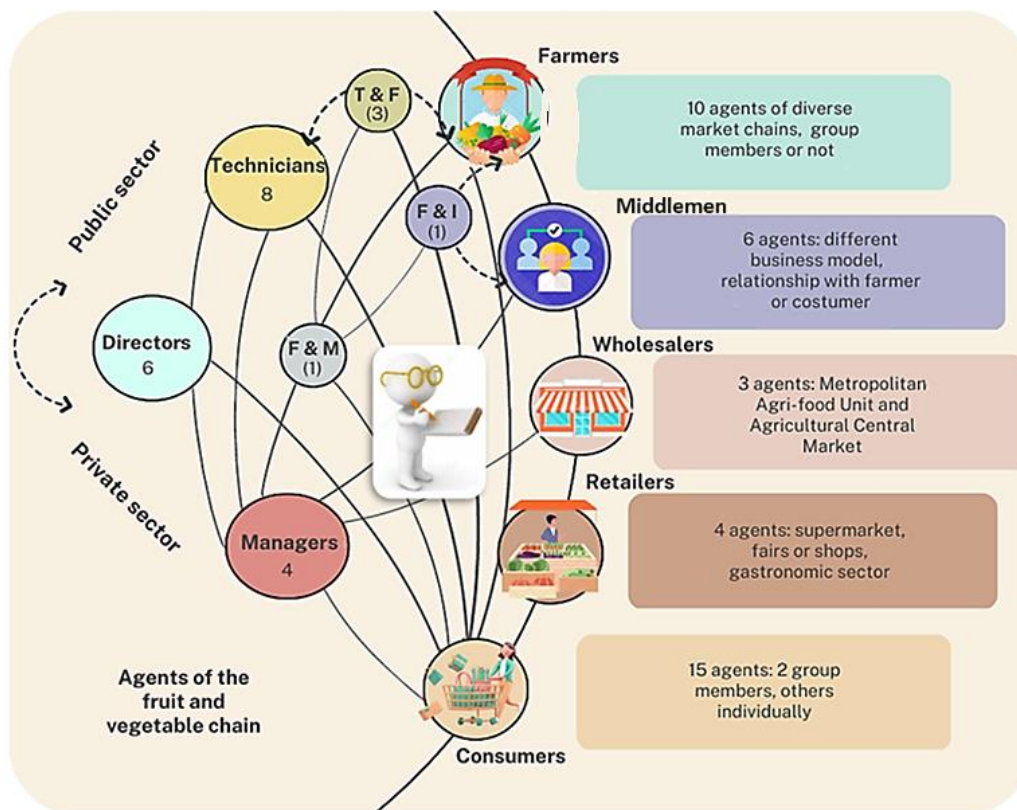 Farmers
T & F
(3)
10 agents of diverse
market chains, group
members or not
Technicians
8
Public sector
F & I
(1)
Middlemen
6 agents: different
business model,
relationship with farmer
or costumer
Directors
6
F & M
(1)
Wholesalers
3 agents: Metropolitan
Agri-food Unit and
Agricultural Central
Market
Private sector
Retailers
Managers
4
4 agents: supermarket,
fairs or shops,
gastronomic sector
Agents of the
fruit and
vegetable chain
15 agents: 2 group
members, others
individually
Consumers